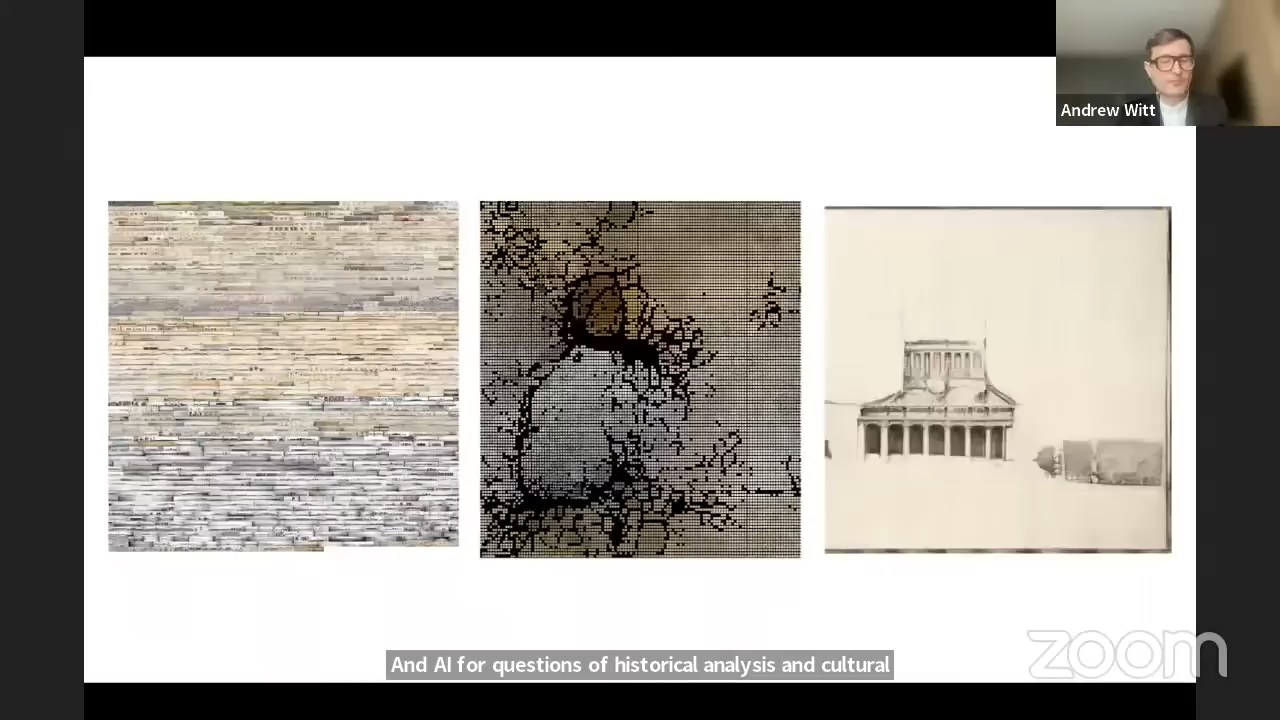 Andrew Witt
And AI for questions of historical analysis and cultural
zoom